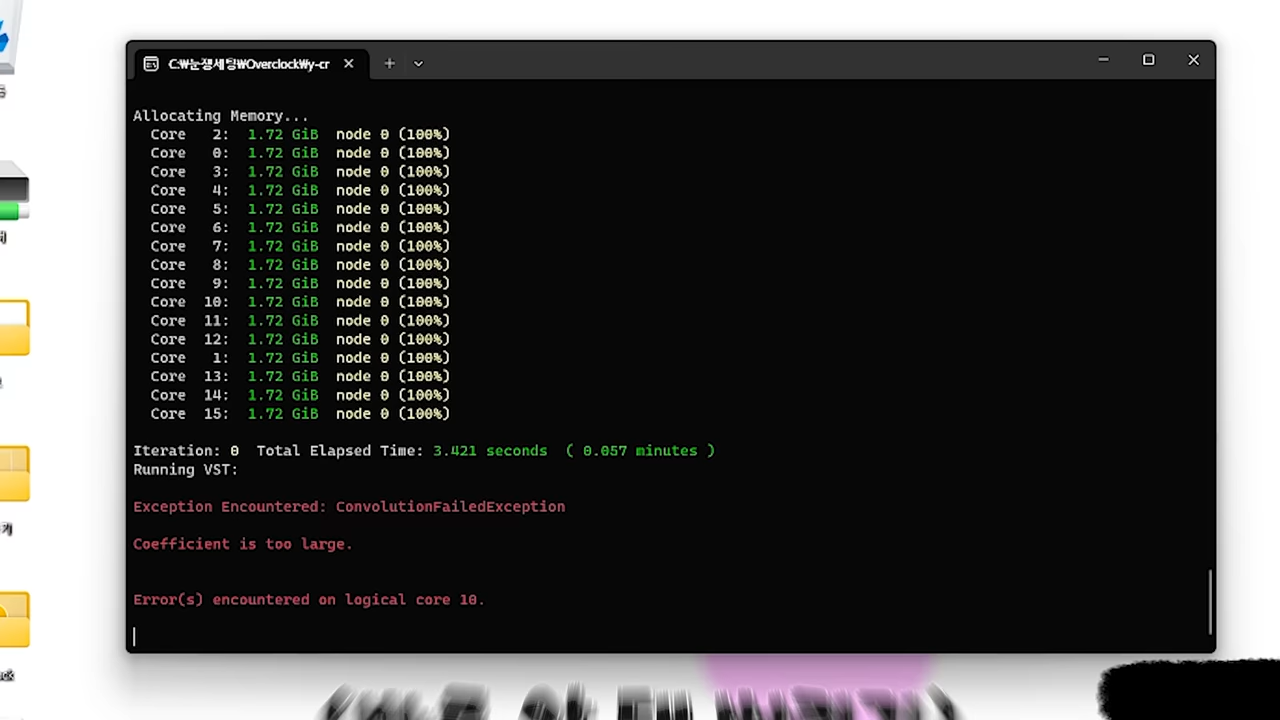 C:\눈쟁세팅\Overclock\y-cr
Allocating Memory...
Core 2: 1.72 GiB node 0 (100%)
Core 0: 1.72 GiB node 0 (100%)
Core 3: 1.72 GiB node 0 (100%)
Core 4: 1.72 GiB node 0 (100%)
Core 5: 1.72 GiB node 0 (100%)
Core 6: 1.72 GiB node 0 (100%)
Core 7: 1.72 GiB node 0 (100%)
Core 8: 1.72 GiB node 0 (100%)
Core 9: 1.72 GiB node 0 (100%)
Core 10: 1.72 GiB node 0 (100%)
Core 11: 1.72 GiB node 0 (100%)
Core 12: 1.72 GiB node 0 (100%)
Core 1: 1.72 GiB node 0 (100%)
Core 13: 1.72 GiB node 0 (100%)
Core 14: 1.72 GiB node 0 (100%)
Core 15: 1.72 GiB node 0 (100%)
Iteration: 0 Total Elapsed Time: 3.421 seconds ( 0.057 minutes )
Running VST:
Exception Encountered: ConvolutionFailedException
Coefficient is too large.
Error(s) encountered on logical core 10.